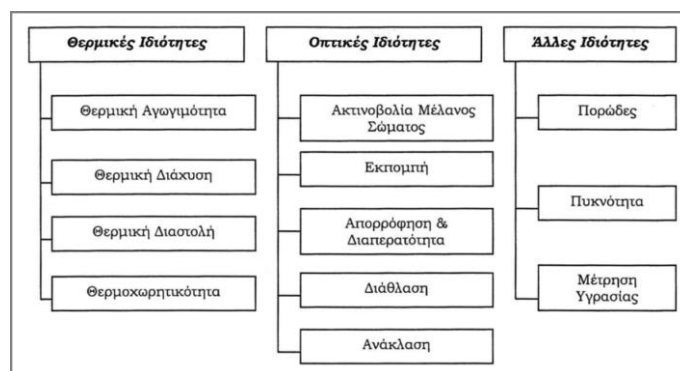 Θερμικές Ιδιότητες
Θερμική Αγωγιμότητα
Θερμική Διάχυση
Θερμική Διαστολή
Θερμοχωρητικότητα
Οπτικές Ιδιότητες
Ακτινοβολία Μέλανος
Σώματος
Εκπομπή
Απορρόφηση &
Διαπερατότητα
Διάθλαση
Ανάκλαση
Άλλες Ιδιότητες
Πορώδες
Πυκνότητα
Μέτρηση
Υγρασίας